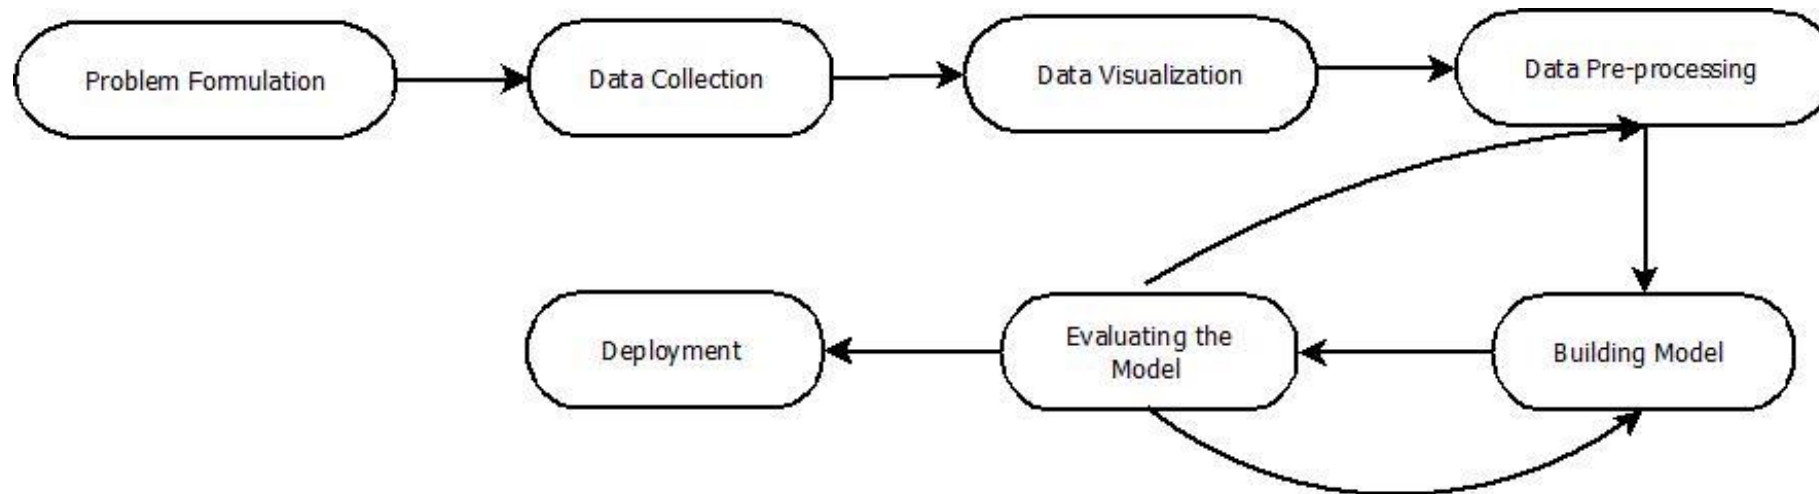 Problem Formulation
Data Collection
Data Visualization
Data Pre-processing
Deployment
Evaluating the
Model
Building Model